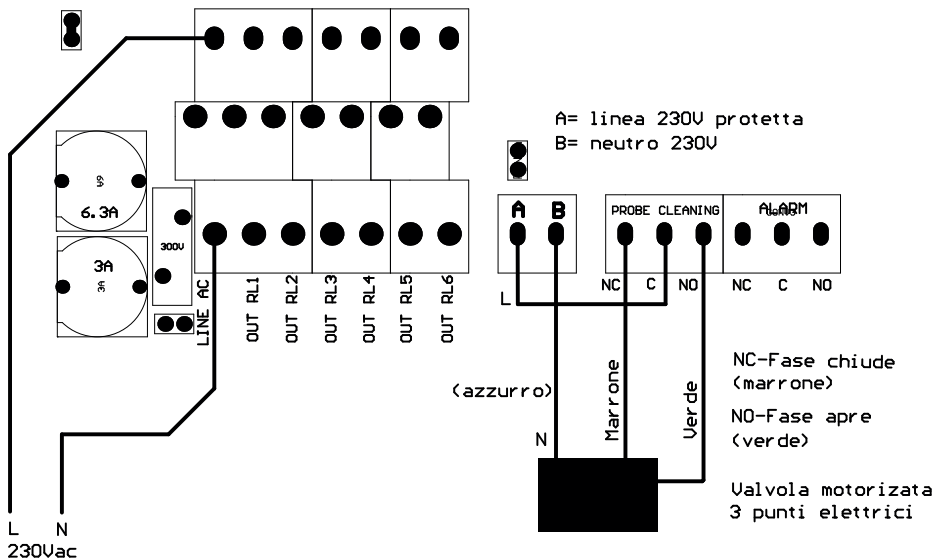 A= linea 230V protetta
B= neutro 230V
6.3A
3A
3A
300V
A B
PROBE CLEANING
ALARM
LINE AC
OUT RL1
OUT RL2
OUT RL3
OUT RL4
OUT RL5
OUT RL6
NC C NO
NC C NO
L
(azzurro)
Marrone
Verde
N
NC-Fase chiude
(marrone)
NO-Fase apre
(verde)
Valvola motorizata
3 punti elettrici
L N
230Vac